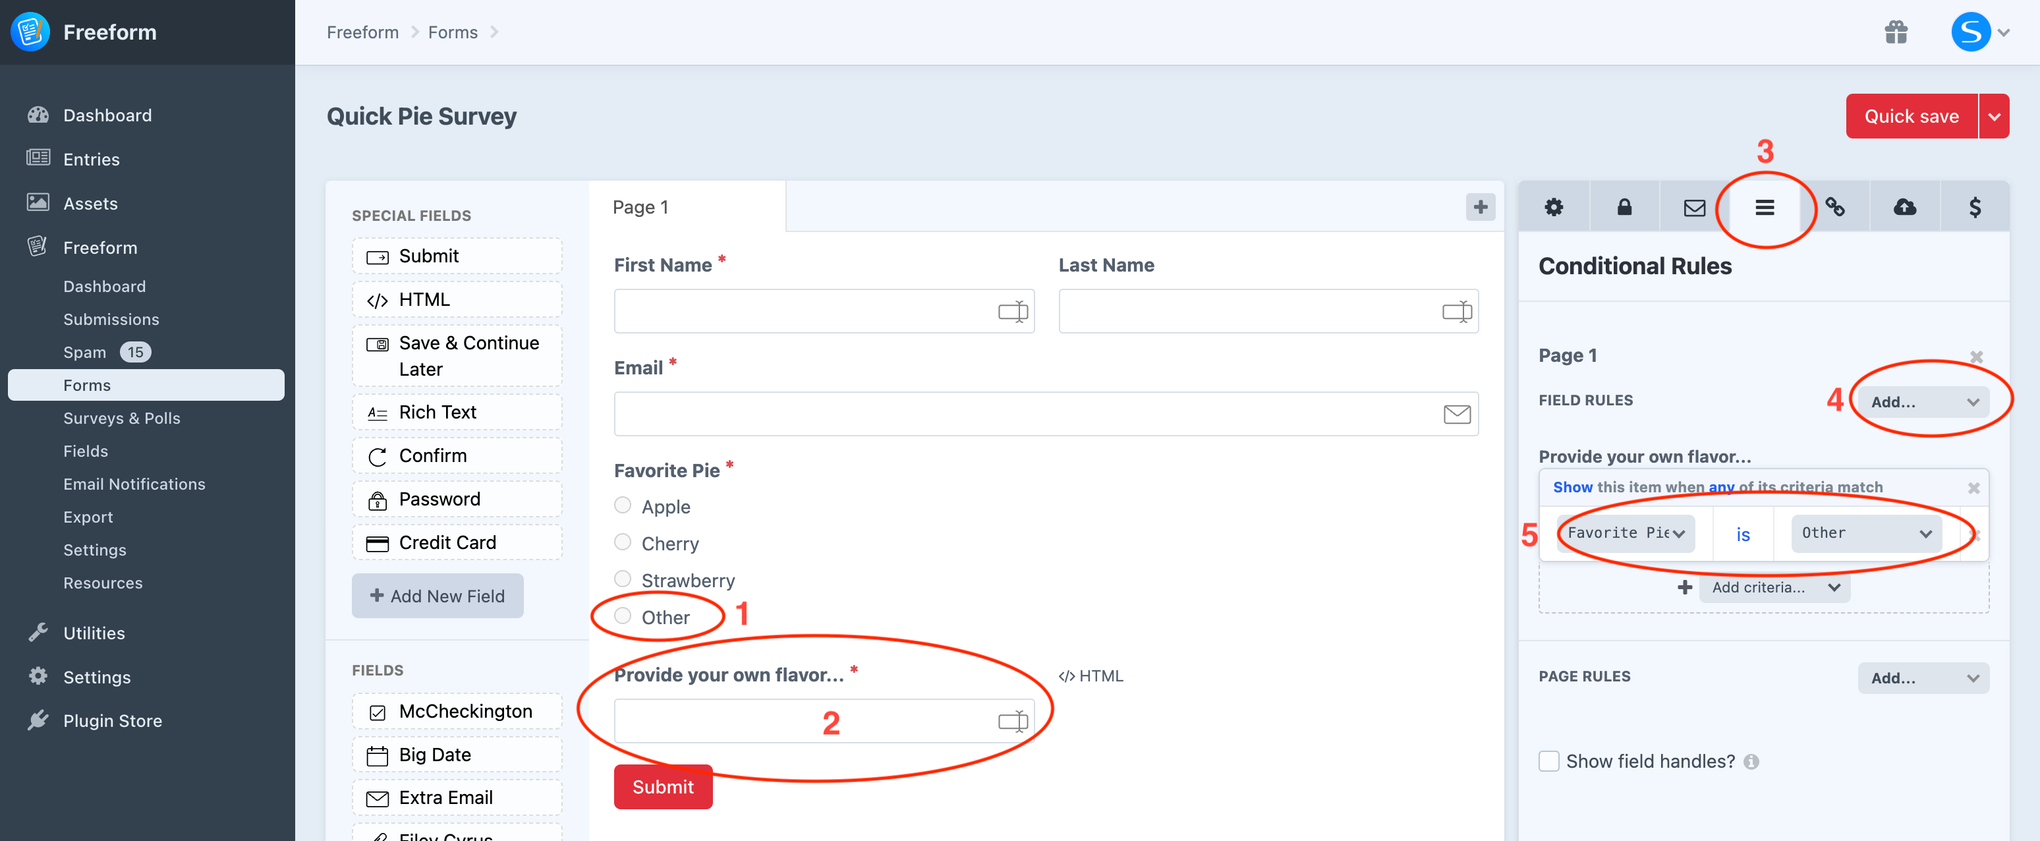 Freeform
Dashboard
Entries
Assets
Freeform
Dashboard
Submissions
Spam 15
Forms
Surveys & Polls
Fields
Email Notifications
Export
Settings
Resources
Utilities
Settings
Plugin Store
Freeform Forms
S
Quick Pie Survey
Quick save
SPECIAL FIELDS
Submit
HTML
Save & Continue
Later
Rich Text
Confirm
Password
Credit Card
+ Add New Field
FIELDS
McCheckington
Big Date
Extra Email
Filey Cyrus
Page 1
First Name *
Last Name
Email *
Favorite Pie *
Apple
Cherry
Strawberry
Other 1
Provide your own flavor... *
2
</> HTML
Submit
3
Conditional Rules
Page 1
FIELD RULES
4 Add...
Provide your own flavor...
Show this item when any of its criteria match
5 Favorite Pie is Other
+ Add criteria...
PAGE RULES
Add...
Show field handles?